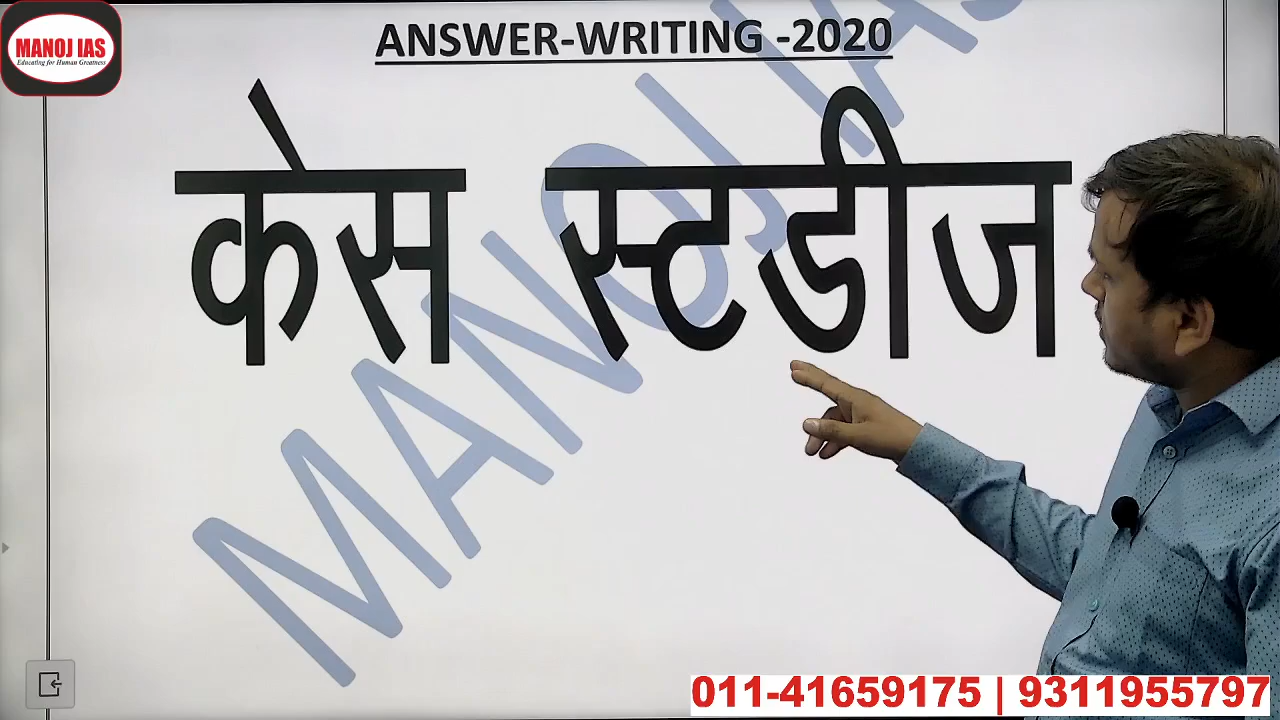 MANOJ IAS
Educating for Human Greatness
ANSWER-WRITING -2020
केस स्टडीज
MANOJ IAS
011-41659175 | 9311955797